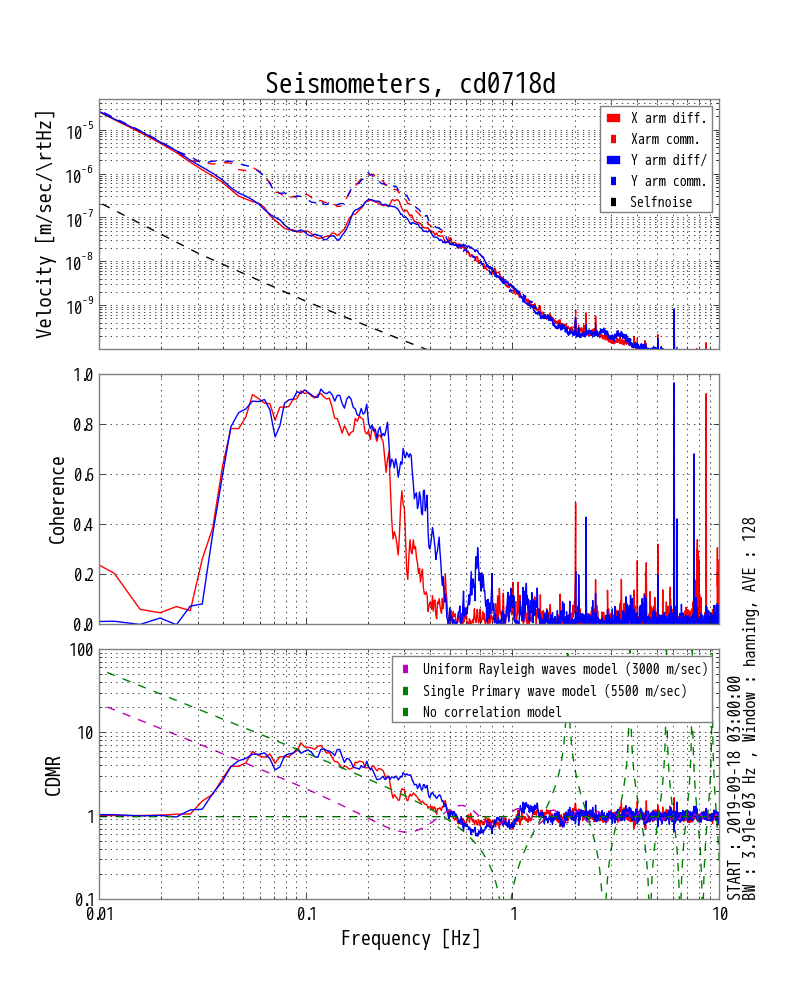 Seismometers, cd0718d
Velocity [m/sec/\rtHz]
10^-5
10^-6
10^-7
10^-8
10^-9
X arm diff.
Xarm comm.
Y arm diff/
Y arm comm.
Selfnoise
Coherence
1.0
0.8
0.6
0.4
0.2
0.0
CDMR
100
10
1
0.1
Uniform Rayleigh waves model (3000 m/sec)
Single Primary wave model (5500 m/sec)
No correlation model
0.01
0.1
1
10
Frequency [Hz]
START : 2019-09-18 03:00:00
BW : 3.91e-03 Hz , Window : hanning, AVE : 128